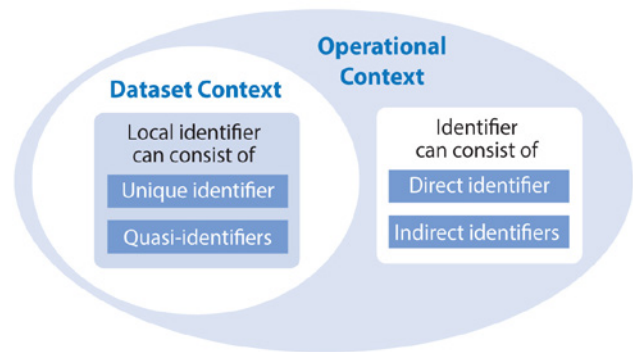 Operational
Context
Dataset Context
Local identifier
can consist of
Unique identifier
Quasi-identifiers
Identifier
can consist of
Direct identifier
Indirect identifiers